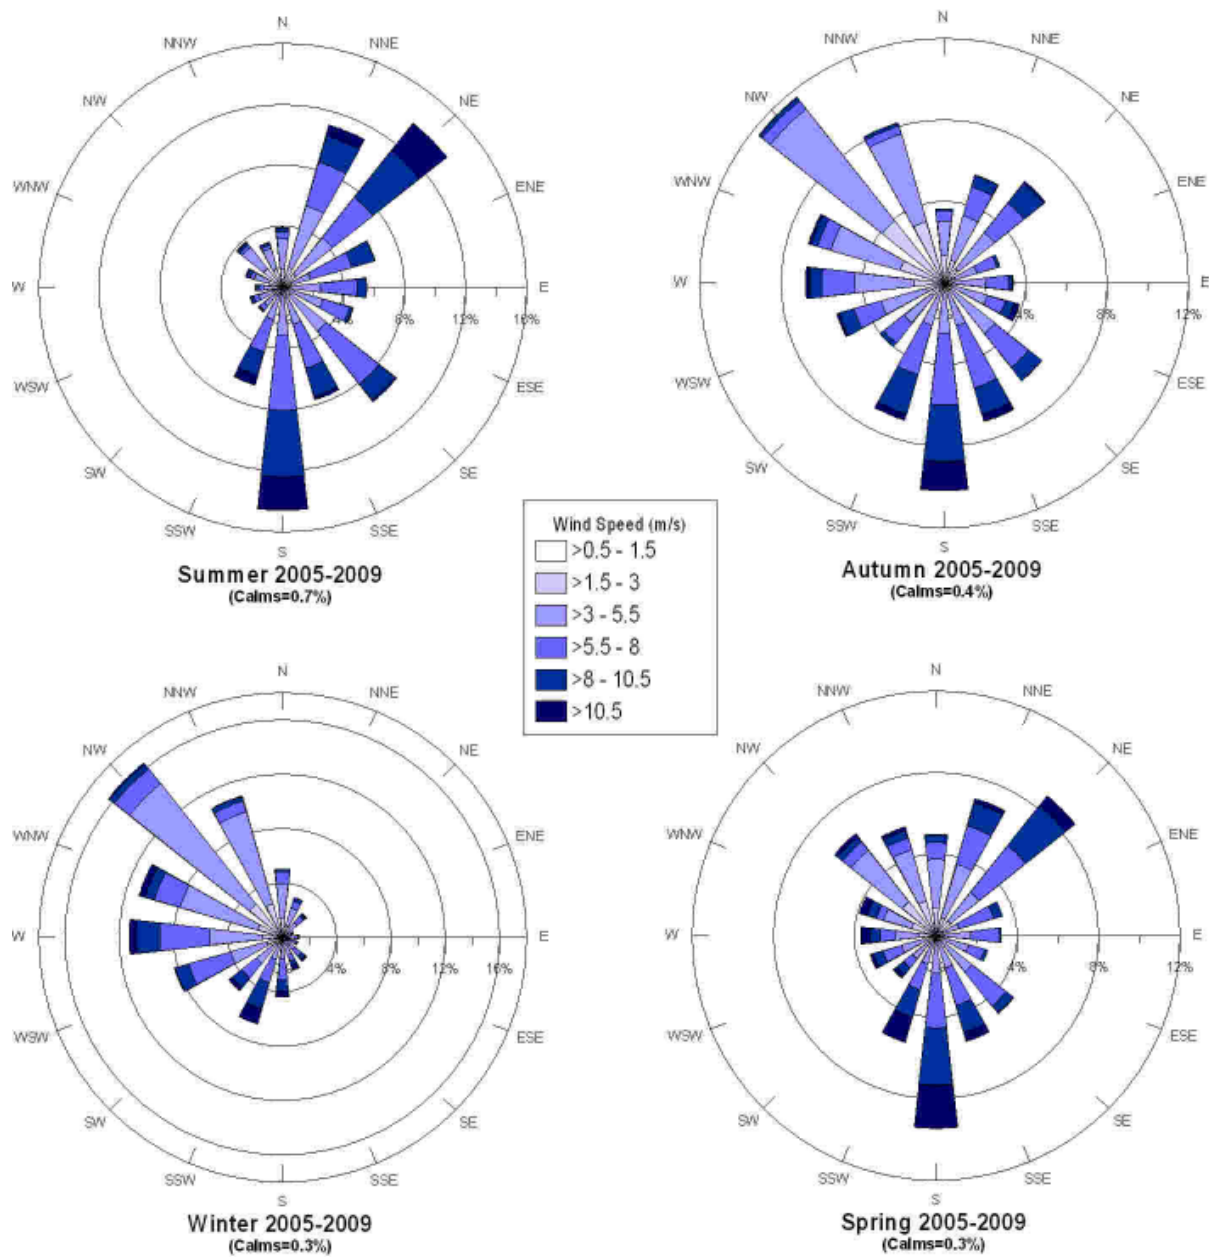 N
NNW NNE
NW NE
WNW ENE
W E
4% 8% 12% 16%
WSW ESE
SW SE
SSW SSE
S
Summer 2005-2009
(Calms=0.7%)
N
NNW NNE
NW NE
WNW ENE
W E
4% 8% 12%
WSW ESE
SW SE
SSW SSE
S
Autumn 2005-2009
(Calms=0.4%)
Wind Speed (m/s)
>0.5 - 1.5
>1.5 - 3
>3 - 5.5
>5.5 - 8
>8 - 10.5
>10.5
N
NNW NNE
NW NE
WNW ENE
W E
4% 8% 12% 16%
WSW ESE
SW SE
SSW SSE
S
Winter 2005-2009
(Calms=0.3%)
N
NNW NNE
NW NE
WNW ENE
W E
4% 8% 12%
WSW ESE
SW SE
SSW SSE
S
Spring 2005-2009
(Calms=0.3%)